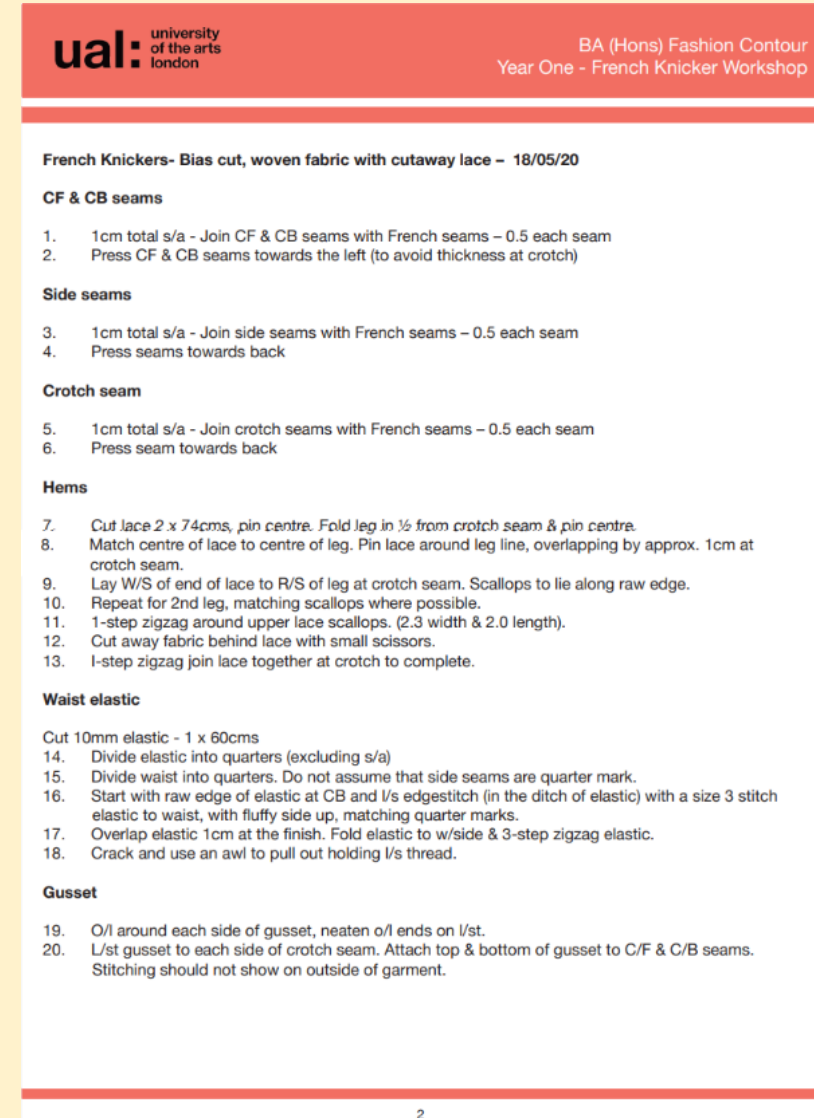 ual: university
of the arts
london
BA (Hons) Fashion Contour
Year One - French Knicker Workshop
French Knickers- Bias cut, woven fabric with cutaway lace – 18/05/20
CF & CB seams
1. 1cm total s/a - Join CF & CB seams with French seams – 0.5 each seam
2. Press CF & CB seams towards the left (to avoid thickness at crotch)
Side seams
3. 1cm total s/a - Join side seams with French seams – 0.5 each seam
4. Press seams towards back
Crotch seam
5. 1cm total s/a - Join crotch seams with French seams – 0.5 each seam
6. Press seam towards back
Hems
7. Cut lace 2 x 74cms, pin centre. Fold leg in ½ from crotch seam & pin centre.
8. Match centre of lace to centre of leg. Pin lace around leg line, overlapping by approx. 1cm at
crotch seam.
9. Lay W/S of end of lace to R/S of leg at crotch seam. Scallops to lie along raw edge.
10. Repeat for 2nd leg, matching scallops where possible.
11. 1-step zigzag around upper lace scallops. (2.3 width & 2.0 length).
12. Cut away fabric behind lace with small scissors.
13. I-step zigzag join lace together at crotch to complete.
Waist elastic
Cut 10mm elastic - 1 x 60cms
14. Divide elastic into quarters (excluding s/a)
15. Divide waist into quarters. Do not assume that side seams are quarter mark.
16. Start with raw edge of elastic at CB and l/s edgestitch (in the ditch of elastic) with a size 3 stitch
elastic to waist, with fluffy side up, matching quarter marks.
17. Overlap elastic 1cm at the finish. Fold elastic to w/side & 3-step zigzag elastic.
18. Crack and use an awl to pull out holding l/s thread.
Gusset
19. O/l around each side of gusset, neaten o/l ends on l/st.
20. L/st gusset to each side of crotch seam. Attach top & bottom of gusset to C/F & C/B seams.
Stitching should not show on outside of garment.
2